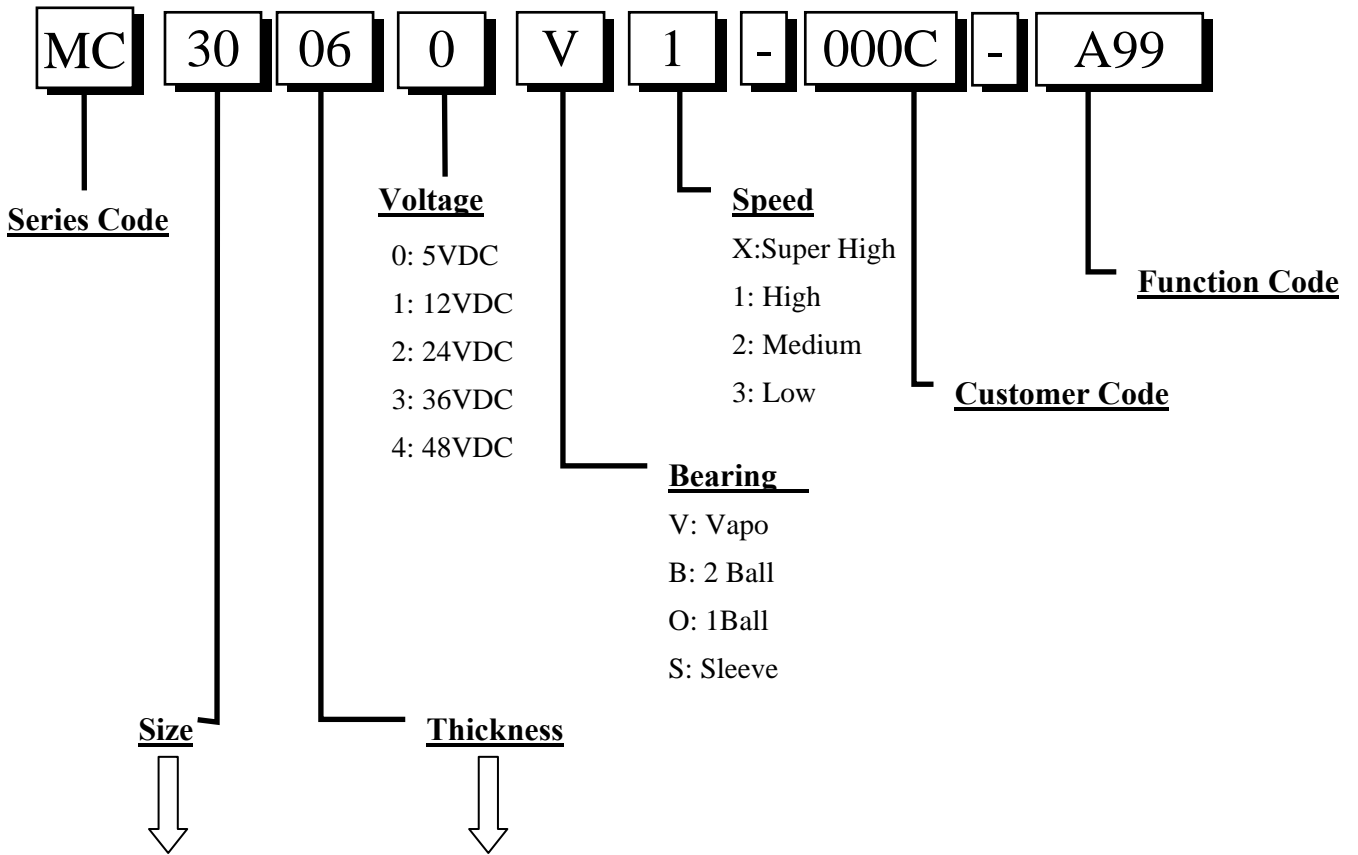 MC 30 06 0 V 1 - 000C - A99
Series Code
Voltage
0: 5VDC
1: 12VDC
2: 24VDC
3: 36VDC
4: 48VDC
Speed
X:Super High
1: High
2: Medium
3: Low
Function Code
Customer Code
Bearing
V: Vapo
B: 2 Ball
O: 1Ball
S: Sleeve
Size
Thickness